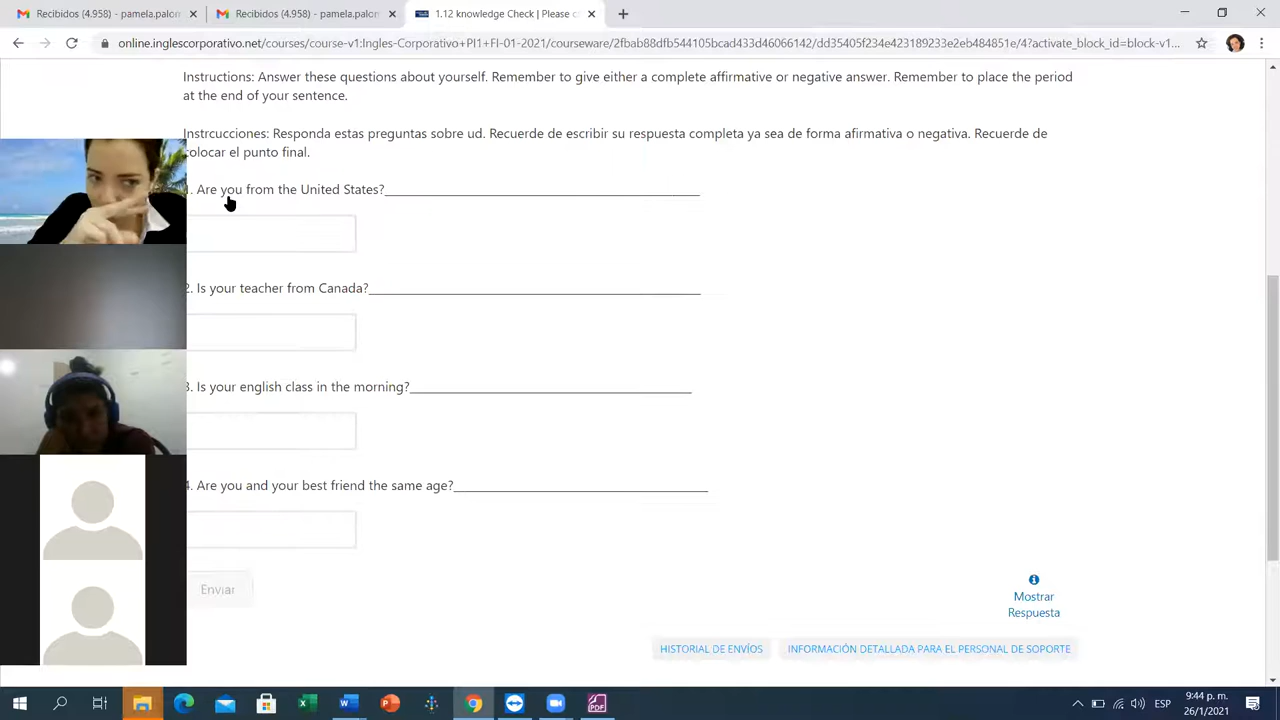 Recibidos (4.958) - pamela.palor
Recibidos (4.958) - pamela.palor
1.12 knowledge Check | Please c
online.inglescorporativo.net/courses/course-v1:Ingles-Corporativo+PI1+FI-01-2021/courseware/2fbab88dfb544105bcad433d46066142/dd35405f234e423189233e2eb484851e/4?activate_block_id=block-v1...
Instructions: Answer these questions about yourself. Remember to give either a complete affirmative or negative answer. Remember to place the period
at the end of your sentence.
Instrcucciones: Responda estas preguntas sobre ud. Recuerde de escribir su respuesta completa ya sea de forma afirmativa o negativa. Recuerde de
colocar el punto final.
1. Are you from the United States?
2. Is your teacher from Canada?
3. Is your english class in the morning?
4. Are you and your best friend the same age?
Enviar
Mostrar
Respuesta
HISTORIAL DE ENVÍOS
INFORMACIÓN DETALLADA PARA EL PERSONAL DE SOPORTE
ESP
9:44 p. m.
26/1/2021